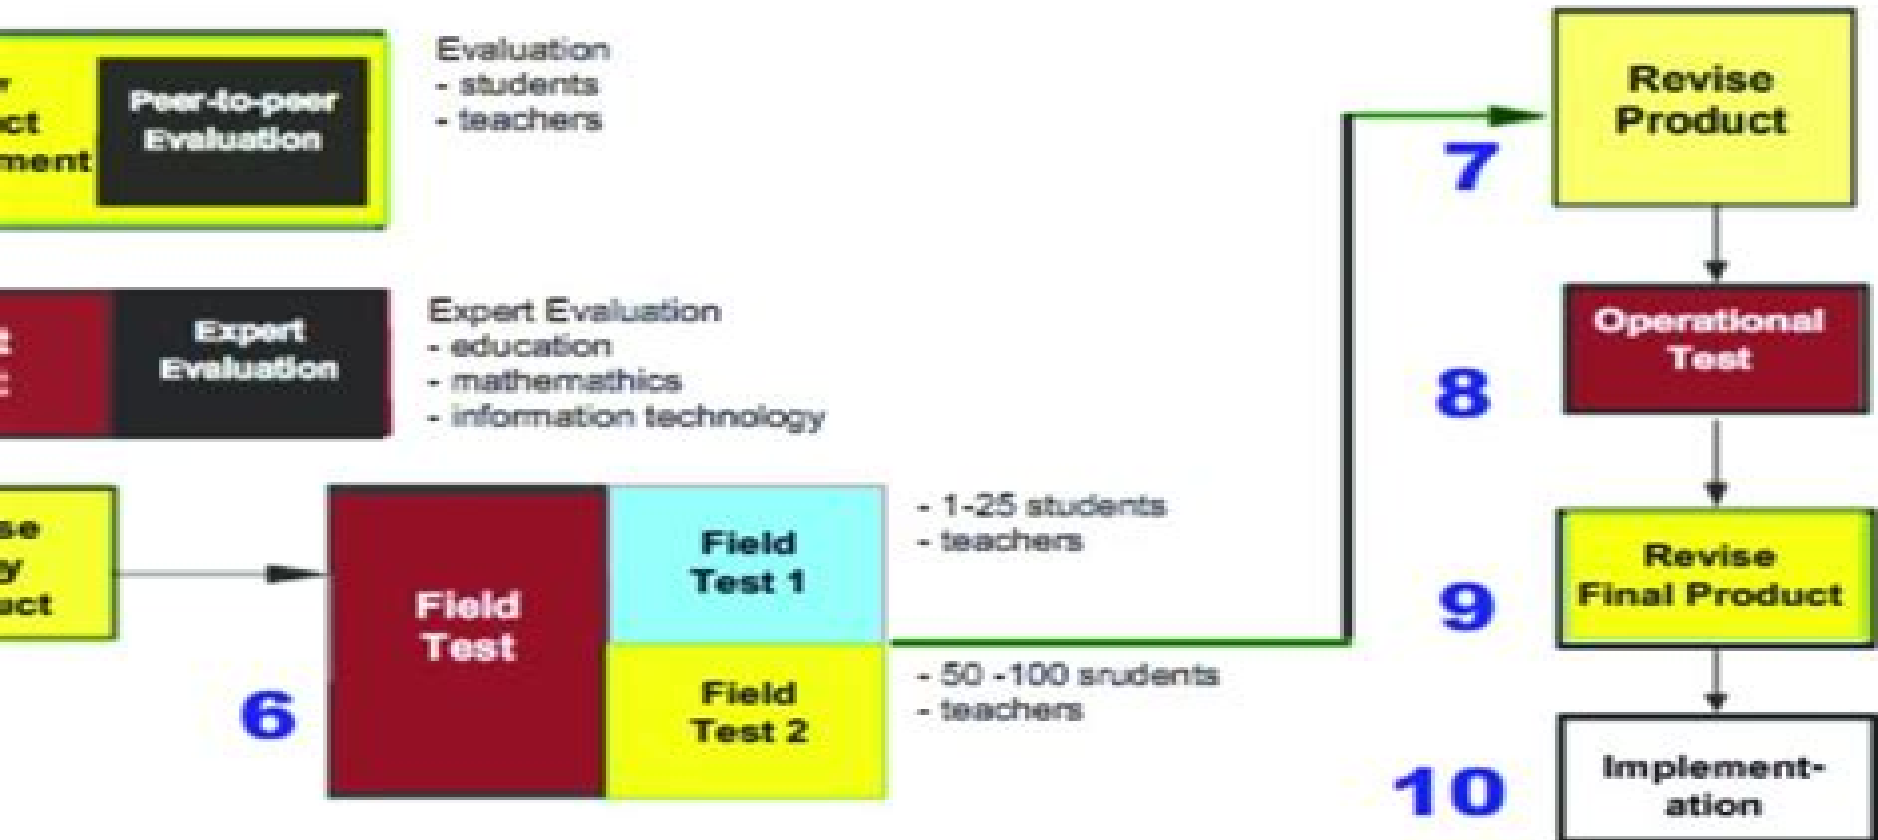 Peer-to-peer
Evaluation
ment
Evaluation
- students
- teachers
Expert
Evaluation
Expert Evaluation
- education
- mathemathics
- information technology
6
Field
Test
Field
Test 1
- 1-25 students
- teachers
Field
Test 2
- 50 -100 srudents
- teachers
7
Revise
Product
8
Operational
Test
9
Revise
Final Product
10
Implement-
ation